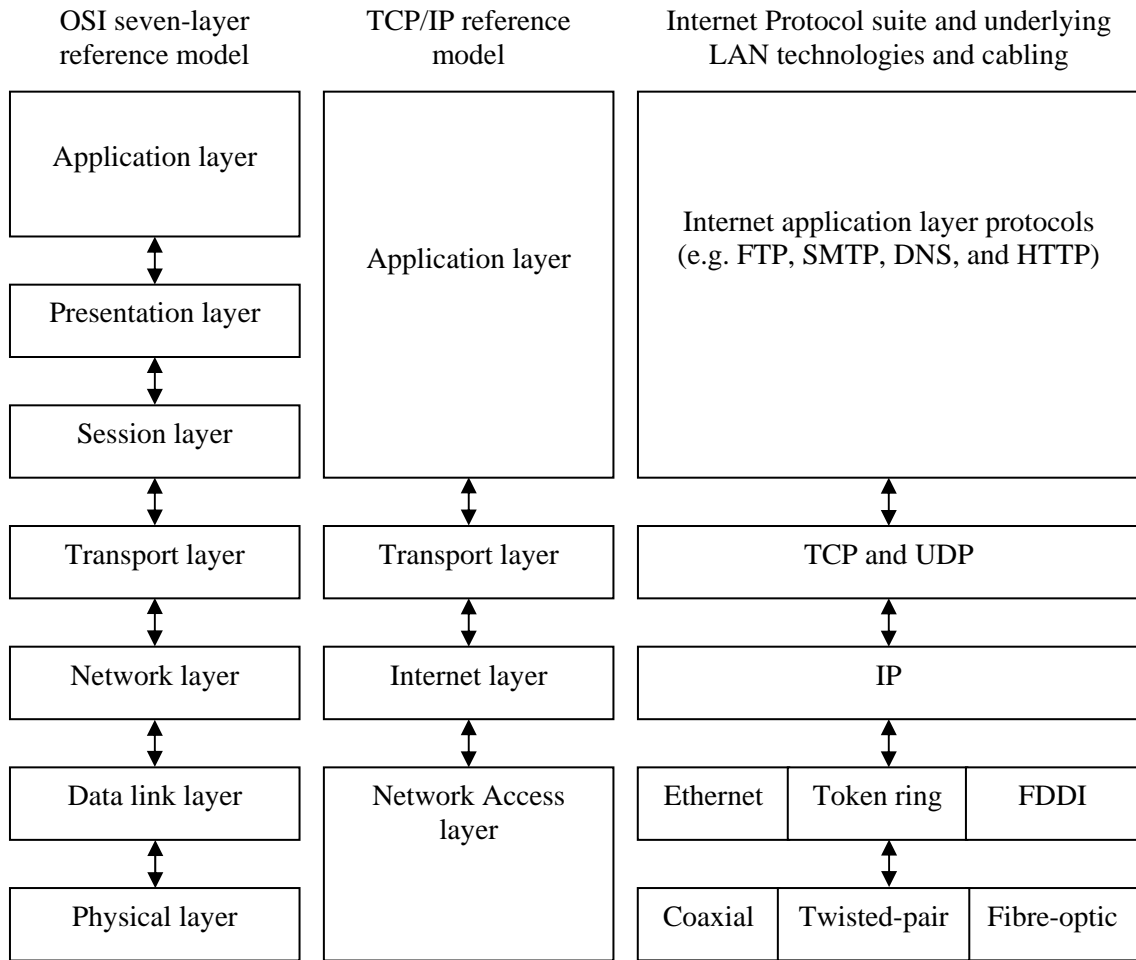 OSI seven-layer
reference model
TCP/IP reference
model
Internet Protocol suite and underlying
LAN technologies and cabling
Application layer
Presentation layer
Session layer
Transport layer
Network layer
Data link layer
Physical layer
Application layer
Transport layer
Internet layer
Network Access
layer
Internet application layer protocols
(e.g. FTP, SMTP, DNS, and HTTP)
TCP and UDP
IP
Ethernet
Token ring
FDDI
Coaxial
Twisted-pair
Fibre-optic